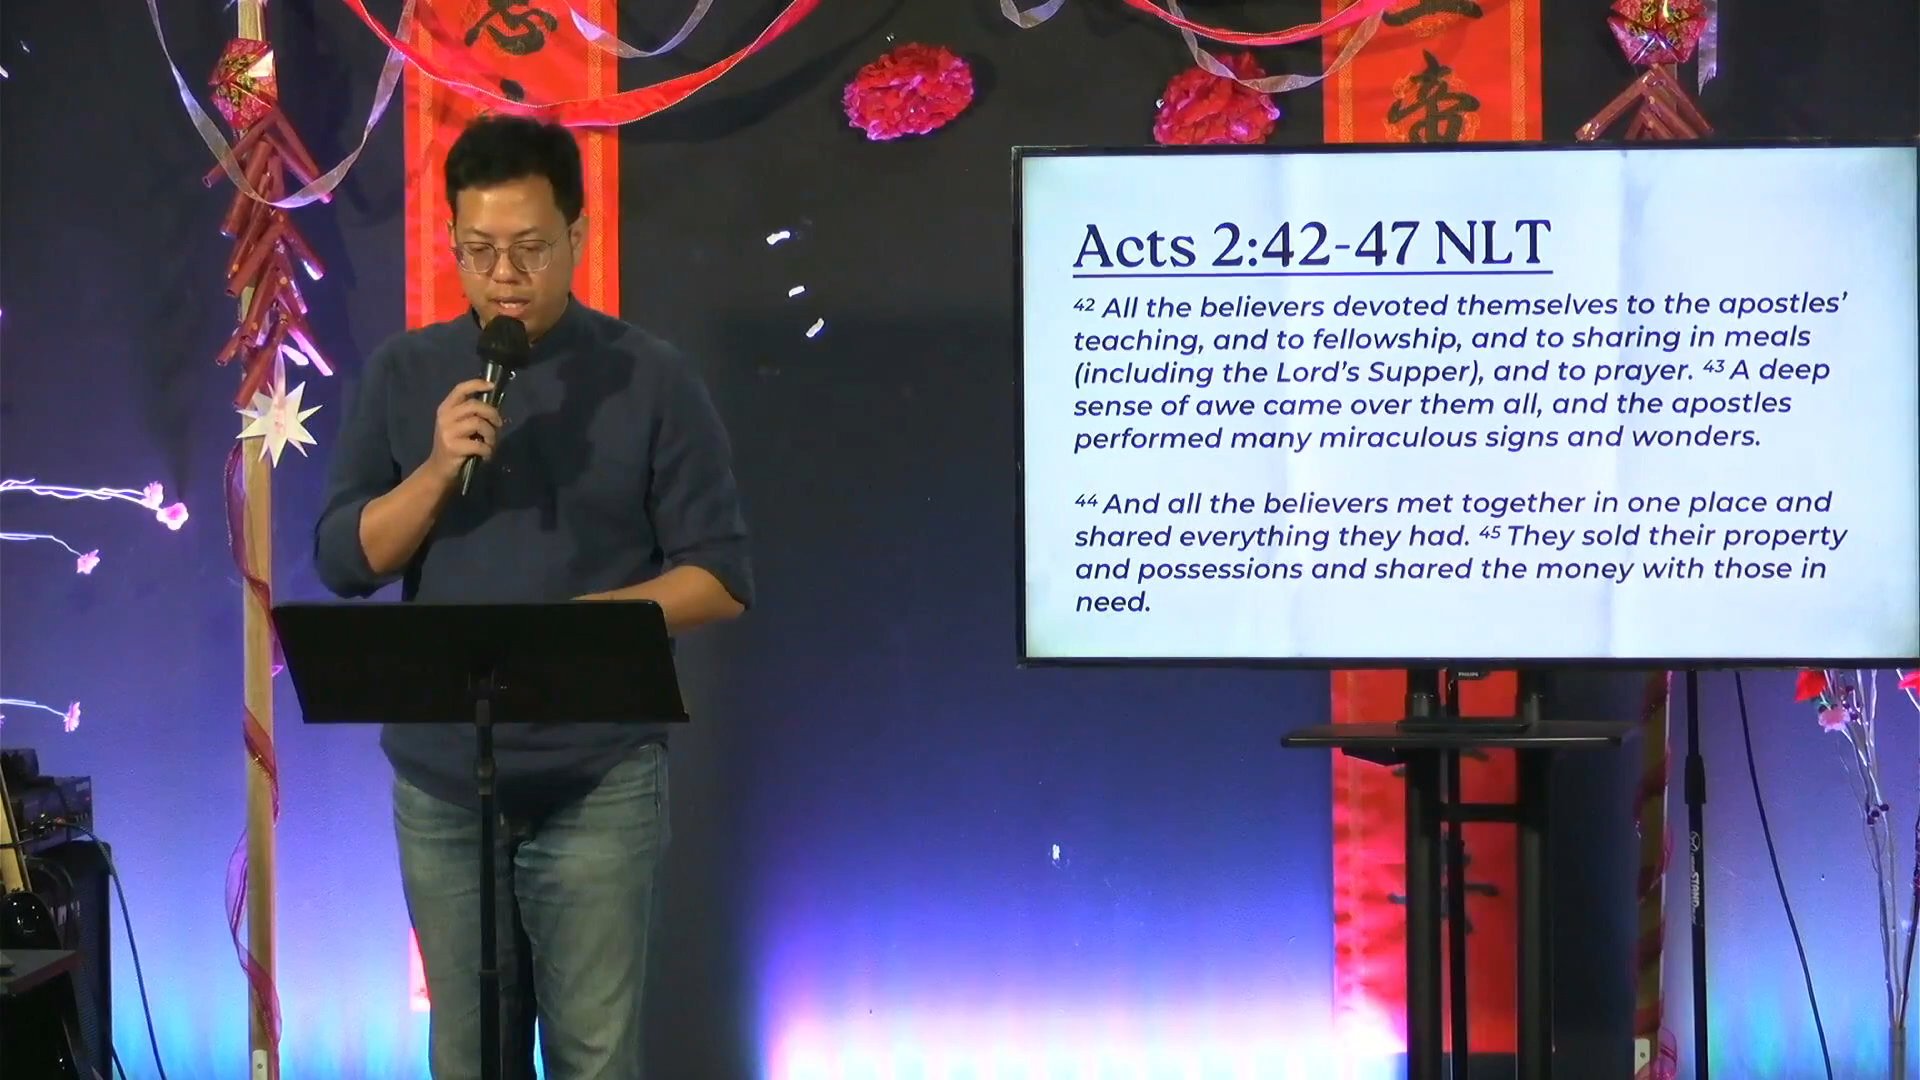 恩
上
帝
Acts 2:42-47 NLT
42 All the believers devoted themselves to the apostles’
teaching, and to fellowship, and to sharing in meals
(including the Lord’s Supper), and to prayer. 43 A deep
sense of awe came over them all, and the apostles
performed many miraculous signs and wonders.
44 And all the believers met together in one place and
shared everything they had. 45 They sold their property
and possessions and shared the money with those in
need.
PHILIPS